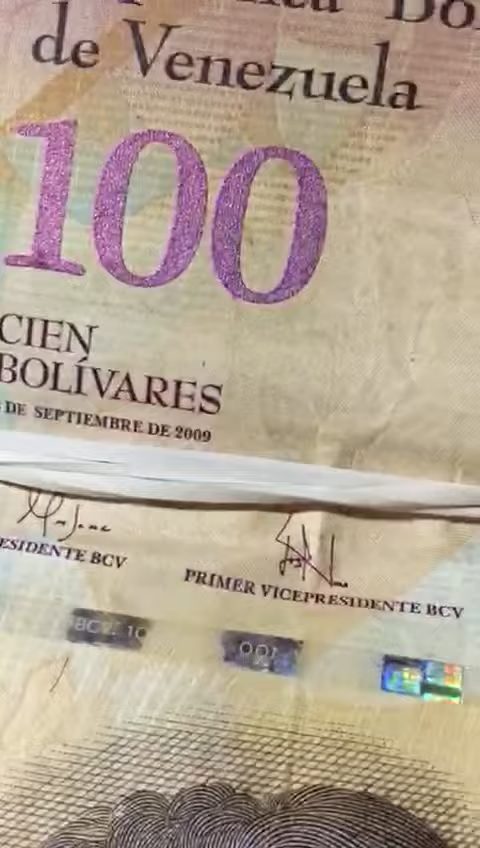 de Venezuela
100
CIEN
BOLÍVARES
DE SEPTIEMBRE DE 2009
PRIMER VICEPRESIDENTE BCV
ESIDENTE BCV